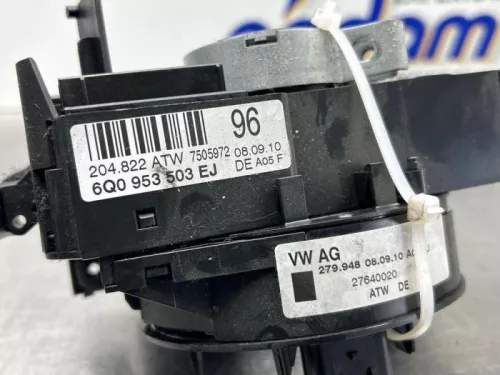 96
204.822 ATW 7505972 08.09.10
6Q0 953 503 EJ DE A05 F
VW AG
279.948 08.09.10
27640020
ATW DE